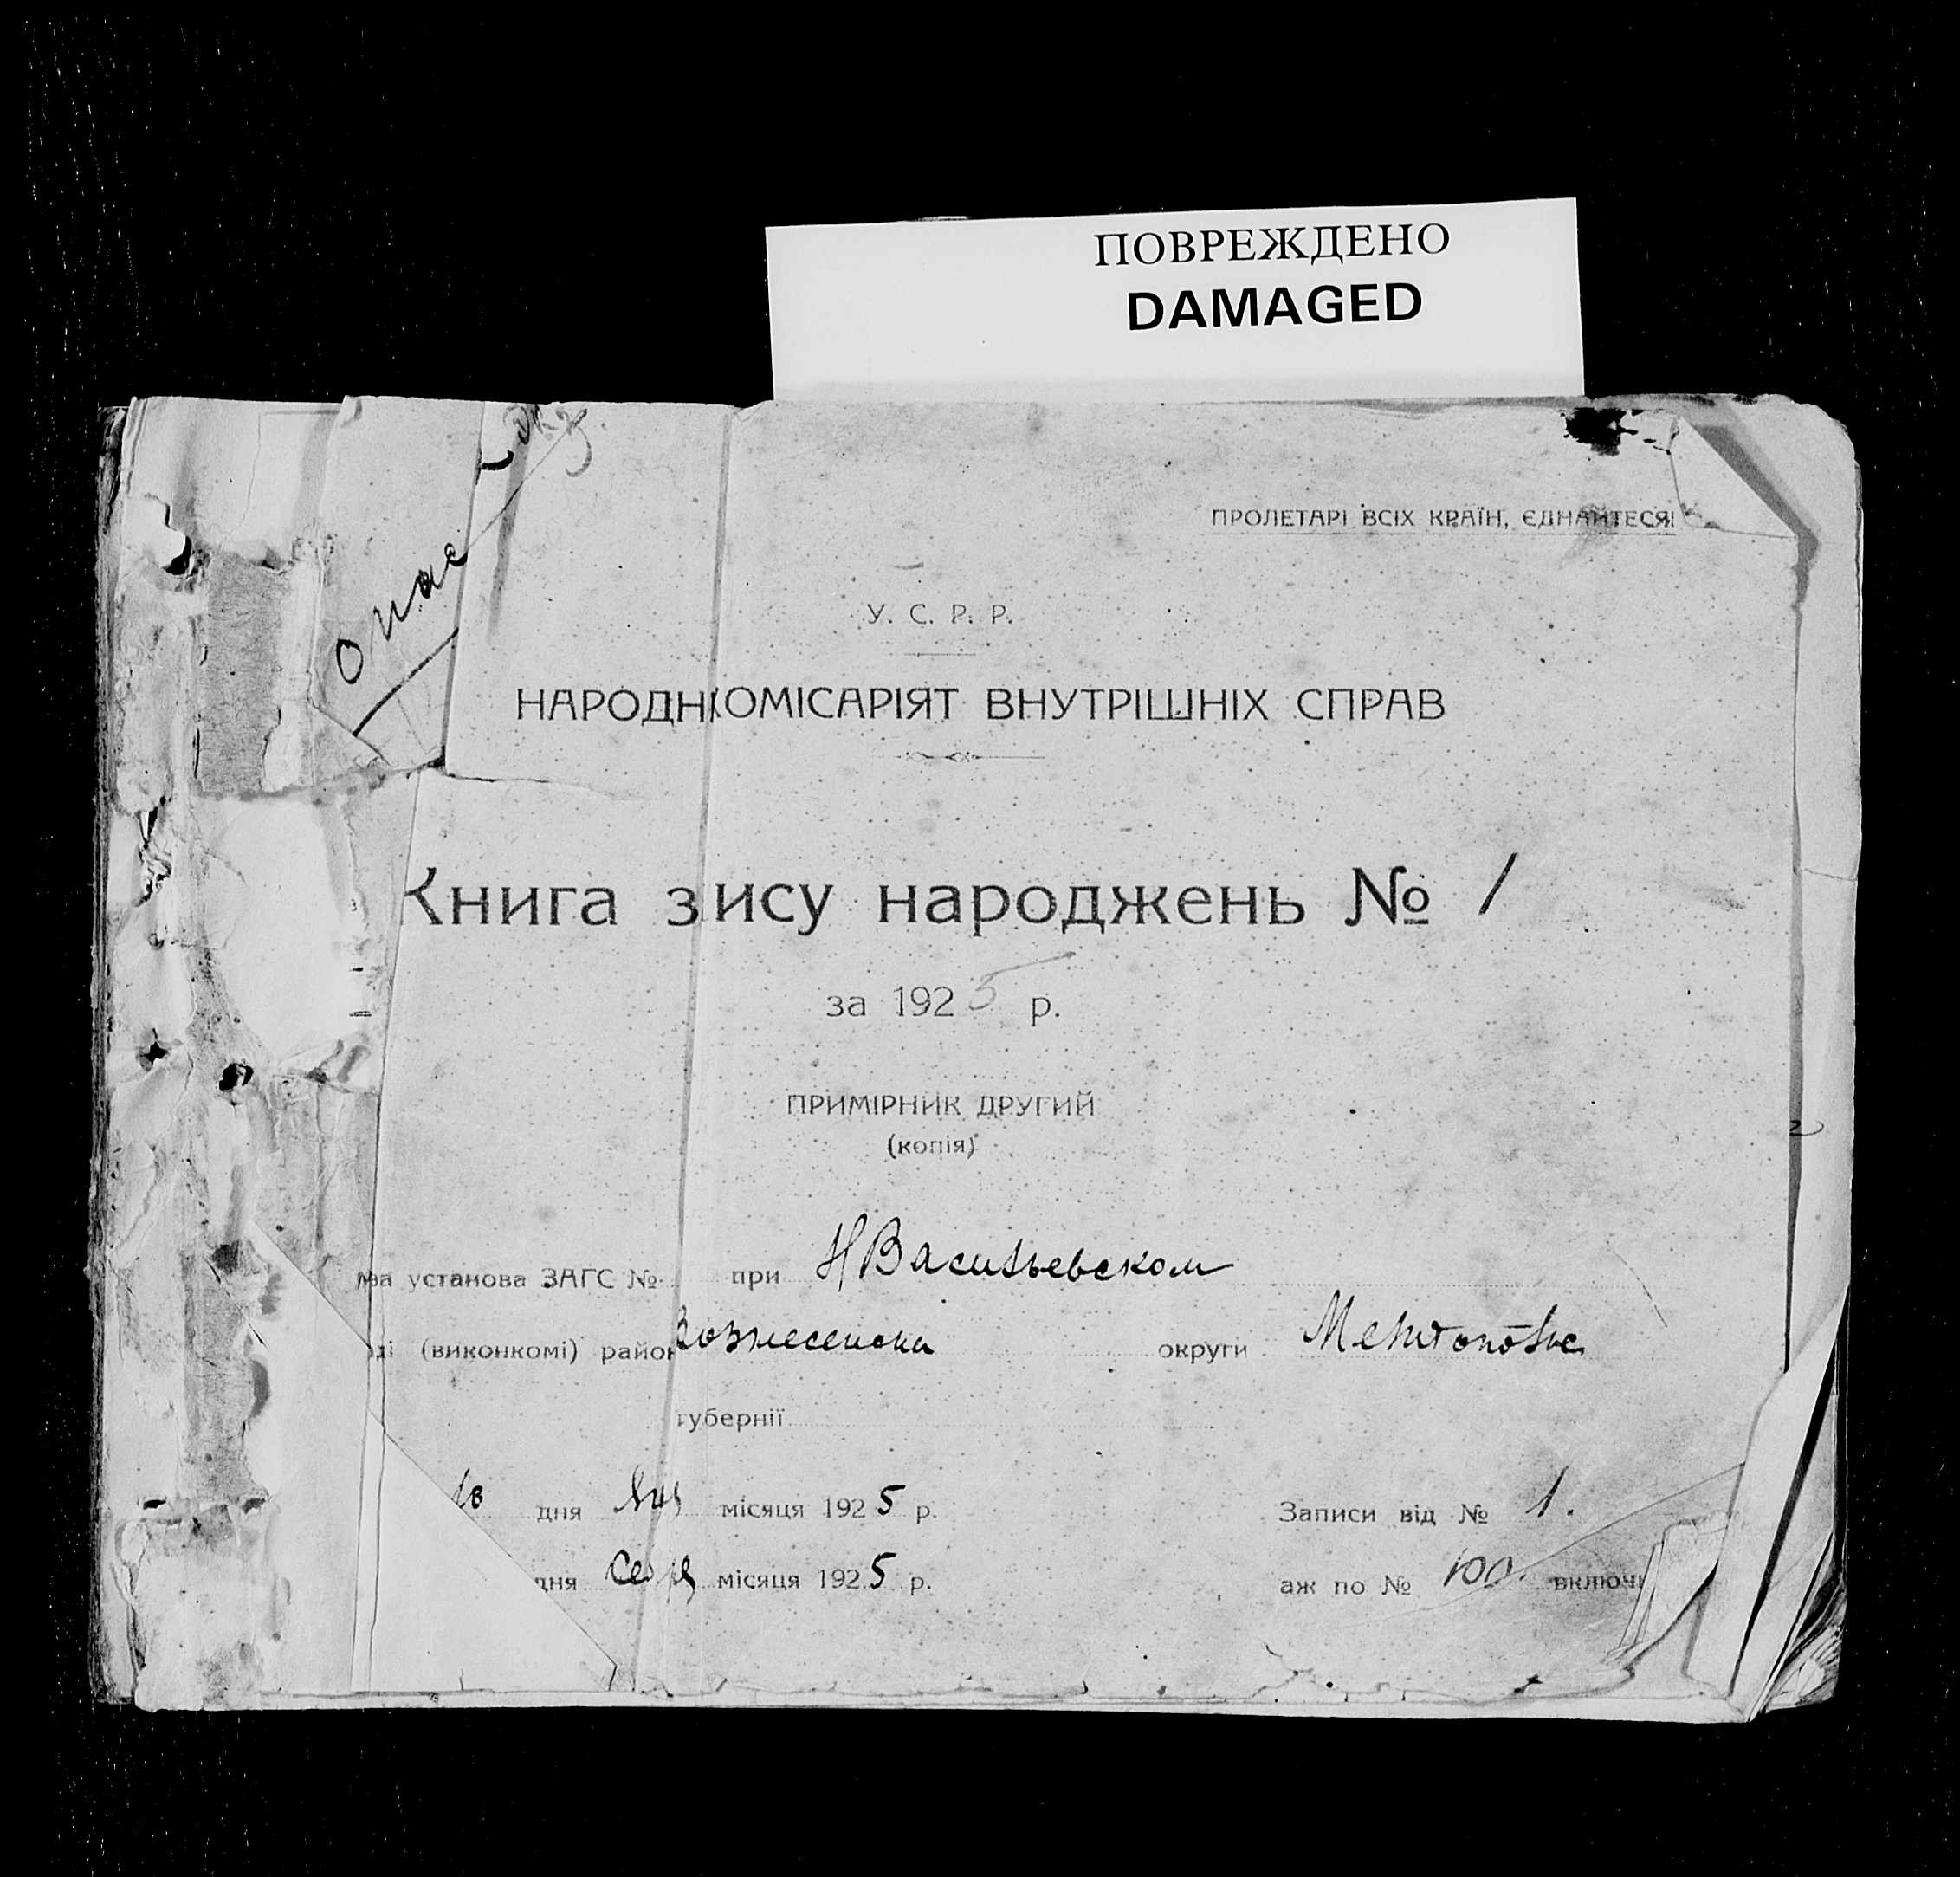 ПОВРЕЖДЕНО
DAMAGED
ПРОЛЕТАРІ ВСІХ КРАЇН, ЄДНАЙТЕСЯ!
У. С. Р. Р.
НАРОДНКОМІСАРІЯТ ВНУТРІШНІХ СПРАВ
Книга зису народжень № 1
за 1925 р.
ПРИМІРНИК ДРУГИЙ
(копія)
установа ЗАГС № при Н Васильевском
ді (виконкомі) район Вознесенски округи
губернії
дня місяця 1925 р. Записи від № 1.
дня місяця 1925 р. аж по № 100. включ